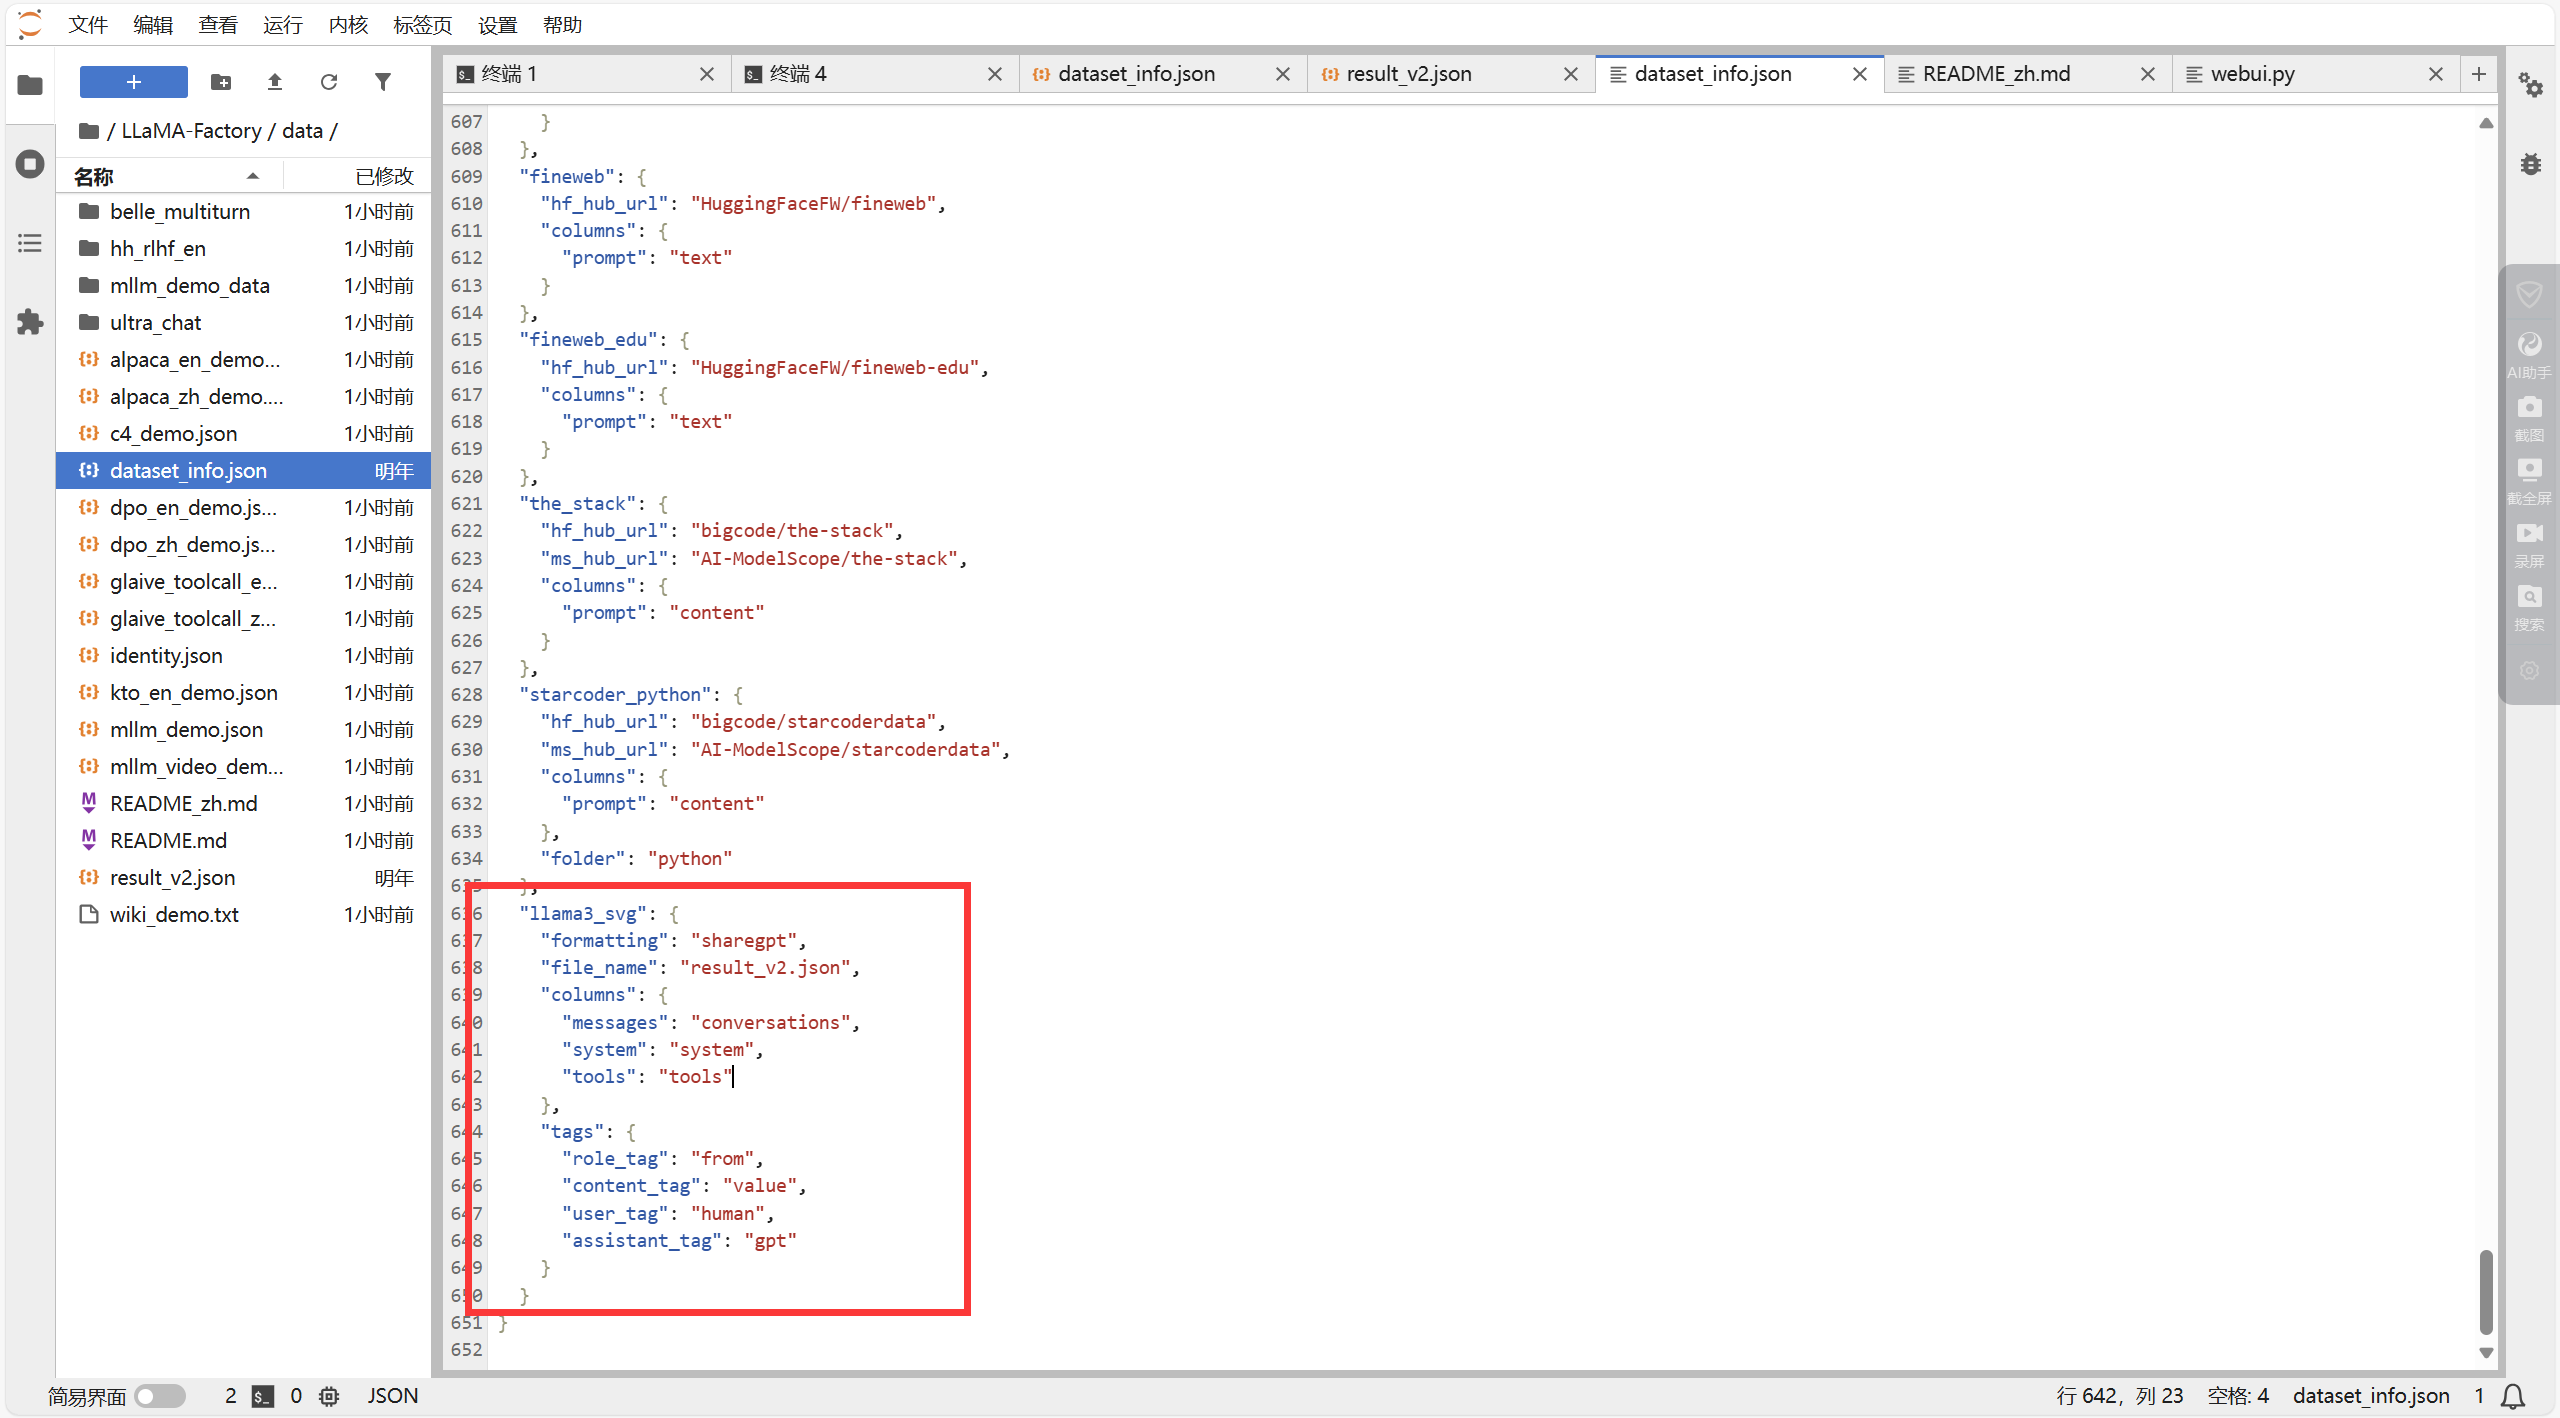 文件 编辑 查看 运行 内核 标签页 设置 帮助
+
/ LLaMA-Factory / data /
名称 已修改
belle_multiturn 1小时前
hh_rlhf_en 1小时前
mllm_demo_data 1小时前
ultra_chat 1小时前
alpaca_en_demo... 1小时前
alpaca_zh_demo.... 1小时前
c4_demo.json 1小时前
dataset_info.json 明年
dpo_en_demo.js... 1小时前
dpo_zh_demo.js... 1小时前
glaive_toolcall_e... 1小时前
glaive_toolcall_z... 1小时前
identity.json 1小时前
kto_en_demo.json 1小时前
mllm_demo.json 1小时前
mllm_video_dem... 1小时前
README_zh.md 1小时前
README.md 1小时前
result_v2.json 明年
wiki_demo.txt 1小时前
终端 1 终端 4 dataset_info.json result_v2.json dataset_info.json README_zh.md webui.py
607 }
608 },
609 "fineweb": {
610 "hf_hub_url": "HuggingFaceFW/fineweb",
611 "columns": {
612 "prompt": "text"
613 }
614 },
615 "fineweb_edu": {
616 "hf_hub_url": "HuggingFaceFW/fineweb-edu",
617 "columns": {
618 "prompt": "text"
619 }
620 },
621 "the_stack": {
622 "hf_hub_url": "bigcode/the-stack",
623 "ms_hub_url": "AI-ModelScope/the-stack",
624 "columns": {
625 "prompt": "content"
626 }
627 },
628 "starcoder_python": {
629 "hf_hub_url": "bigcode/starcoderdata",
630 "ms_hub_url": "AI-ModelScope/starcoderdata",
631 "columns": {
632 "prompt": "content"
633 },
634 "folder": "python"
635 },
636 "llama3_svg": {
637 "formatting": "sharegpt",
638 "file_name": "result_v2.json",
639 "columns": {
640 "messages": "conversations",
641 "system": "system",
642 "tools": "tools"
643 },
644 "tags": {
645 "role_tag": "from",
646 "content_tag": "value",
647 "user_tag": "human",
648 "assistant_tag": "gpt"
649 }
650 }
651 }
652
AI助手
截图
截全屏
录屏
搜索
简易界面 2 0 JSON 行 642，列 23 空格: 4 dataset_info.json 1